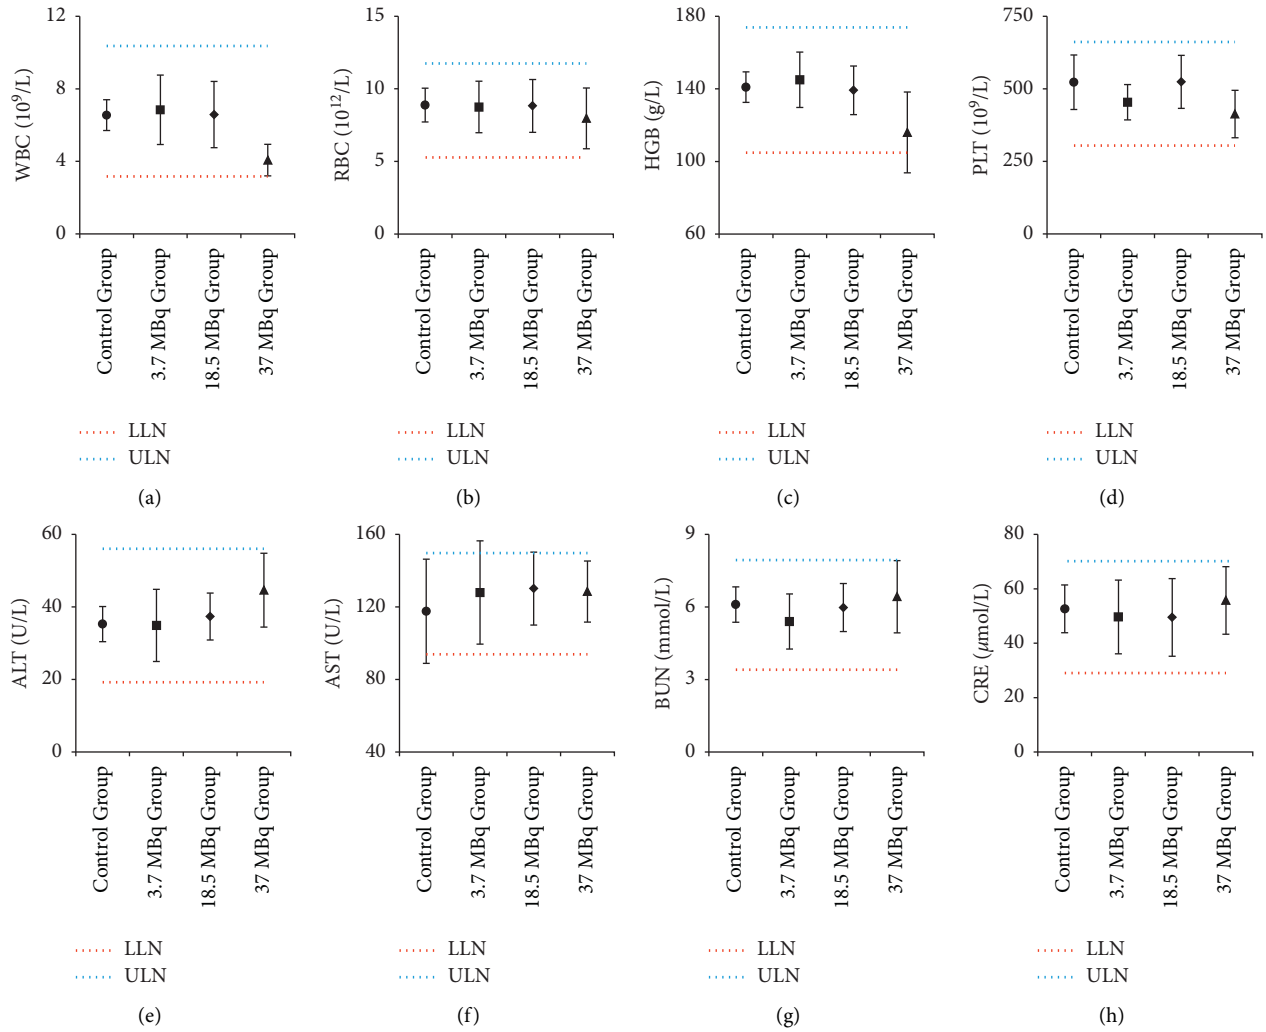 WBC (10⁹/L)
12
8
4
0
Control Group
3.7 MBq Group
18.5 MBq Group
37 MBq Group
LLN
ULN
(a)
RBC (10¹²/L)
15
10
5
0
Control Group
3.7 MBq Group
18.5 MBq Group
37 MBq Group
LLN
ULN
(b)
HGB (g/L)
180
140
100
60
Control Group
3.7 MBq Group
18.5 MBq Group
37 MBq Group
LLN
ULN
(c)
PLT (10⁹/L)
750
500
250
0
Control Group
3.7 MBq Group
18.5 MBq Group
37 MBq Group
LLN
ULN
(d)
ALT (U/L)
60
40
20
0
Control Group
3.7 MBq Group
18.5 MBq Group
37 MBq Group
LLN
ULN
(e)
AST (U/L)
160
120
80
40
Control Group
3.7 MBq Group
18.5 MBq Group
37 MBq Group
LLN
ULN
(f)
BUN (mmol/L)
9
6
3
0
Control Group
3.7 MBq Group
18.5 MBq Group
37 MBq Group
LLN
ULN
(g)
CRE (μmol/L)
80
60
40
20
0
Control Group
3.7 MBq Group
18.5 MBq Group
37 MBq Group
LLN
ULN
(h)